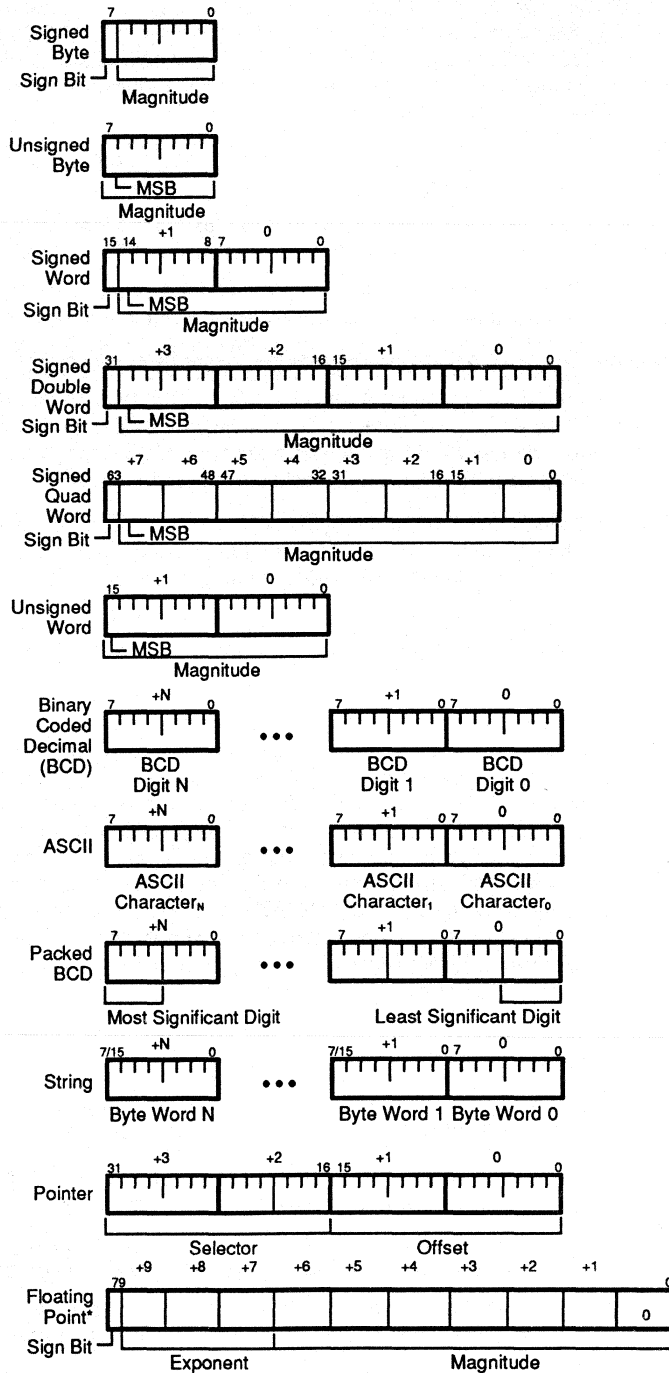 7 0
Signed
Byte
Sign Bit
Magnitude
7 0
Unsigned
Byte
MSB
Magnitude
+1 0
15 14 8 7 0
Signed
Word
Sign Bit
MSB
Magnitude
+3 +2 +1 0
31 16 15 0
Signed
Double
Word
Sign Bit
MSB
Magnitude
+7 +6 +5 +4 +3 +2 +1 0
63 48 47 32 31 16 15 0
Signed
Quad
Word
Sign Bit
MSB
Magnitude
+1 0
15 0
Unsigned
Word
MSB
Magnitude
+N +1 0
7 0 7 0 7 0
Binary
Coded
Decimal
(BCD)
•••
BCD BCD BCD
Digit N Digit 1 Digit 0
+N +1 0
7 0 7 0 7 0
ASCII
•••
ASCII ASCII ASCII
CharacterN Character1 Character0
+N +1 0
7 0 7 0 7 0
Packed
BCD
•••
Most Significant Digit Least Significant Digit
+N +1 0
7/15 0 7/15 0 7 0
String
•••
Byte Word N Byte Word 1 Byte Word 0
+3 +2 +1 0
31 16 15 0
Pointer
Selector Offset
+9 +8 +7 +6 +5 +4 +3 +2 +1
79 0
Floating
Point*
0
Sign Bit
Exponent Magnitude